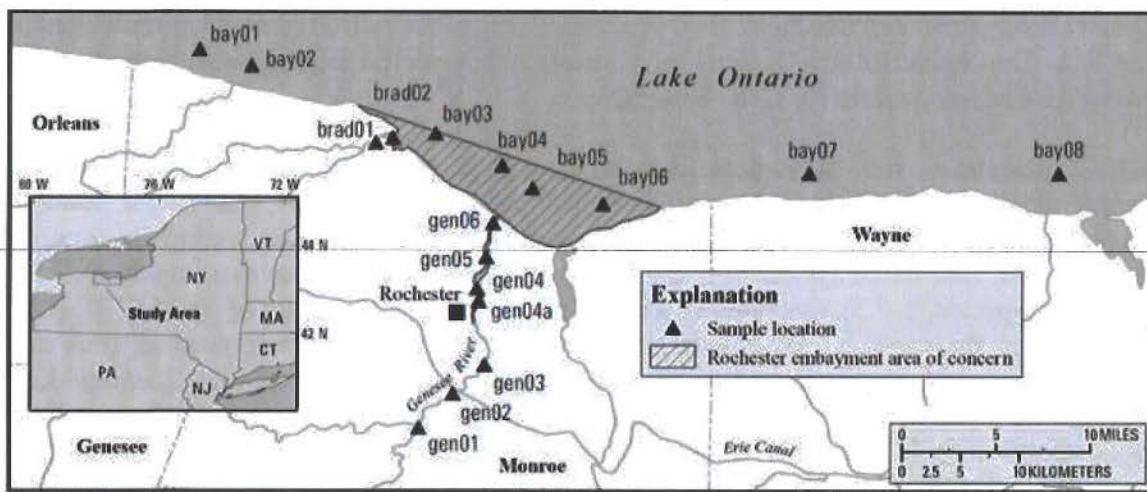 bay01
bay02
Lake Ontario
brad02
bay03
Orleans
brad01
bay04
bay05
bay07
bay08
bay06
80 W
76 W
72 W
gen06
Wayne
44 N
gen05
VT
NY
gen04
Explanation
Rochester
gen04a
Sample location
Study Area
MA
Rochester embayment area of concern
42 N
CT
PA
NJ
Genesee River
gen03
gen02
gen01
Genesee
Monroe
Erie Canal
0 5 10 MILES
0 2.5 5 10 KILOMETERS